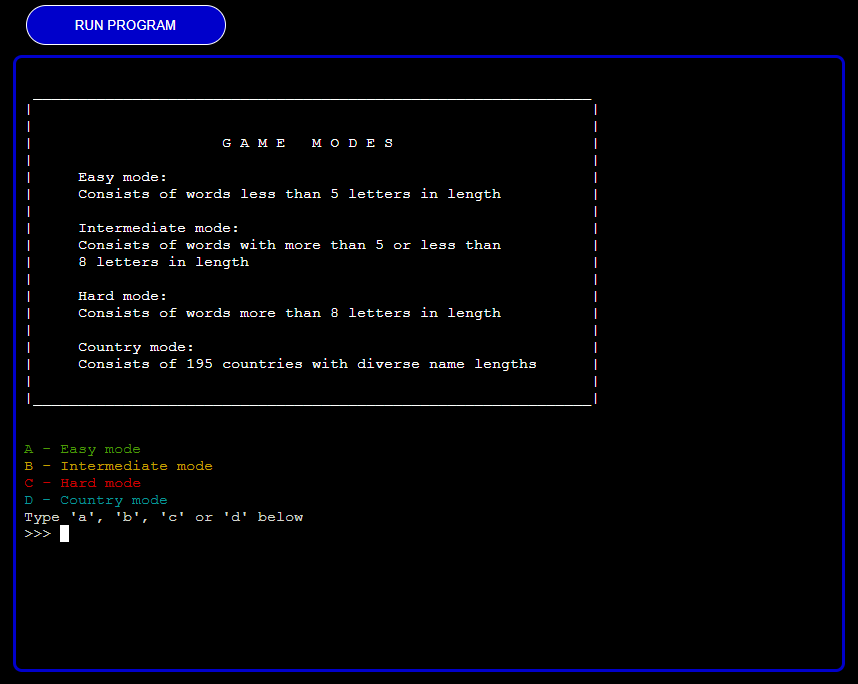 RUN PROGRAM
G A M E   M O D E S
Easy mode:
Consists of words less than 5 letters in length
Intermediate mode:
Consists of words with more than 5 or less than
8 letters in length
Hard mode:
Consists of words more than 8 letters in length
Country mode:
Consists of 195 countries with diverse name lengths
A - Easy mode
B - Intermediate mode
C - Hard mode
D - Country mode
Type 'a', 'b', 'c' or 'd' below
>>>